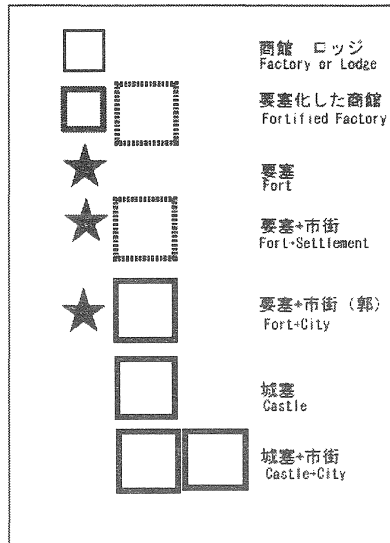 商館　ロッジ
Factory or Lodge
要塞化した商館
Fortified Factory
要塞
Fort
要塞+市街
Fort+Settlement
要塞+市街（郭）
Fort+City
城塞
Castle
城塞+市街
Castle+City